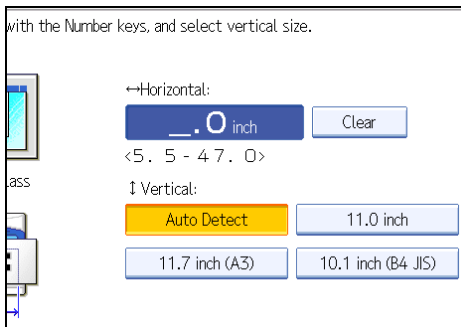 with the Number keys, and select vertical size.
↔Horizontal:
_.0 inch
Clear
<5. 5 - 47. 0>
lass
↕ Vertical:
Auto Detect
11.0 inch
11.7 inch (A3)
10.1 inch (B4 JIS)